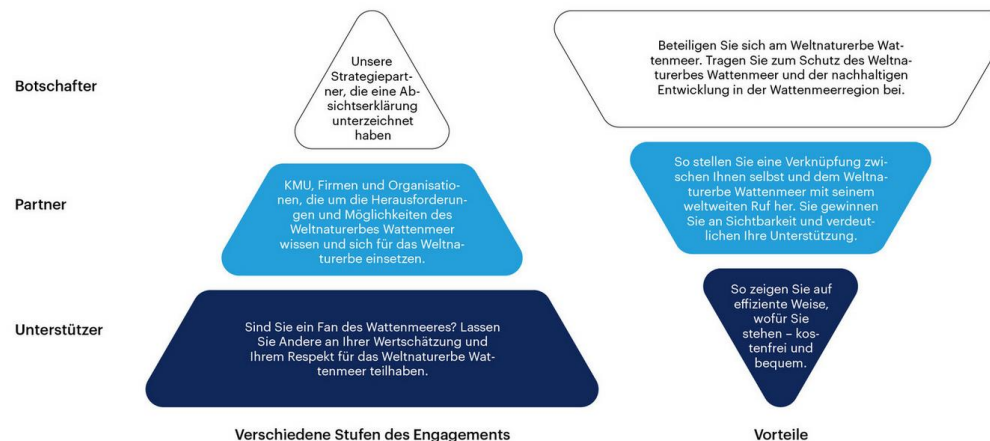 Botschafter
Unsere
Strategiepart-
ner, die eine Ab-
sichtserklärung
unterzeichnet
haben
Beteiligen Sie sich am Weltnaturerbe Wat-
tenmeer. Tragen Sie zum Schutz des Weltna-
turerbes Wattenmeer und der nachhaltigen
Entwicklung in der Wattenmeerregion bei.
Partner
KMU, Firmen und Organisatio-
nen, die um die Herausforderun-
gen und Möglichkeiten des
Weltnaturerbes Wattenmeer
wissen und sich für das Weltna-
turerbe einsetzen.
So stellen Sie eine Verknüpfung zwi-
schen Ihnen selbst und dem Weltna-
turerbe Wattenmeer mit seinem
weltweiten Ruf her. Sie gewinnen
Sie an Sichtbarkeit und verdeut-
lichen Ihre Unterstützung.
Unterstützer
Sind Sie ein Fan des Wattenmeeres? Lassen
Sie Andere an Ihrer Wertschätzung und
Ihrem Respekt für das Weltnaturerbe Wat-
tenmeer teilhaben.
So zeigen Sie auf
effiziente Weise,
wofür Sie
stehen – kos-
tenfrei und
bequem.
Verschiedene Stufen des Engagements
Vorteile